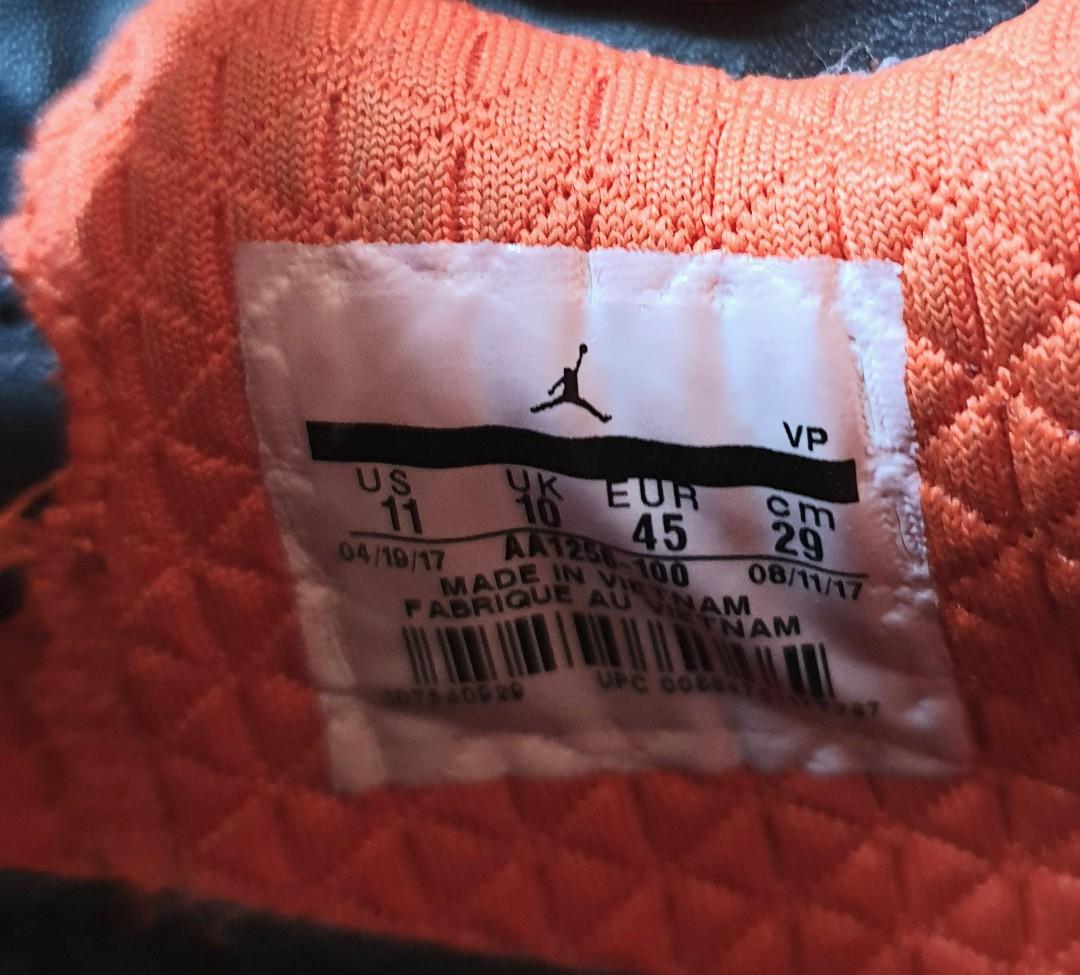 VP
US UK EUR cm
11 10 45 29
04/19/17 AA1256-100 08/11/17
MADE IN VIETNAM
FABRIQUE AU VIETNAM
UPC